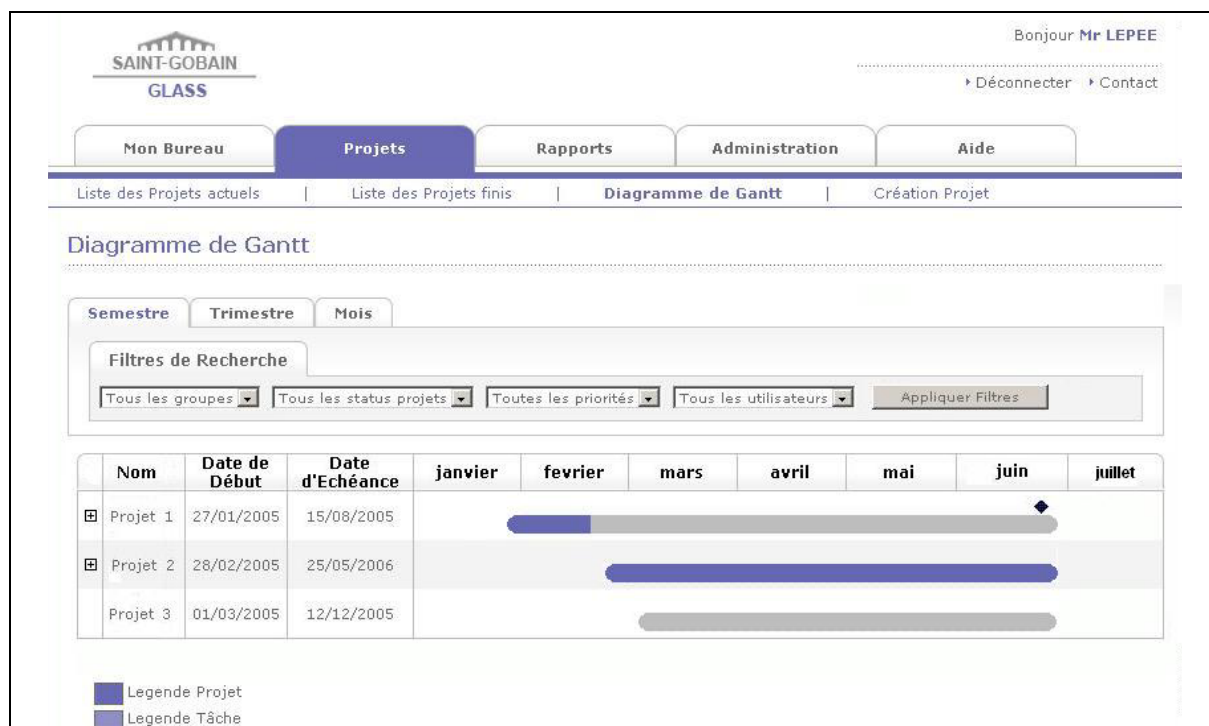 Bonjour Mr LEPEE
SAINT-GOBAIN
GLASS
Déconnecter Contact
Mon Bureau Projets Rapports Administration Aide
Liste des Projets actuels | Liste des Projets finis | Diagramme de Gantt | Création Projet
Diagramme de Gantt
Semestre Trimestre Mois
Filtres de Recherche
Tous les groupes Tous les status projets Toutes les priorités Tous les utilisateurs Appliquer Filtres
Nom Date de Début Date d'Echéance janvier fevrier mars avril mai juin juillet
Projet 1 27/01/2005 15/08/2005
Projet 2 28/02/2005 25/05/2006
Projet 3 01/03/2005 12/12/2005
Legende Projet
Legende Tâche